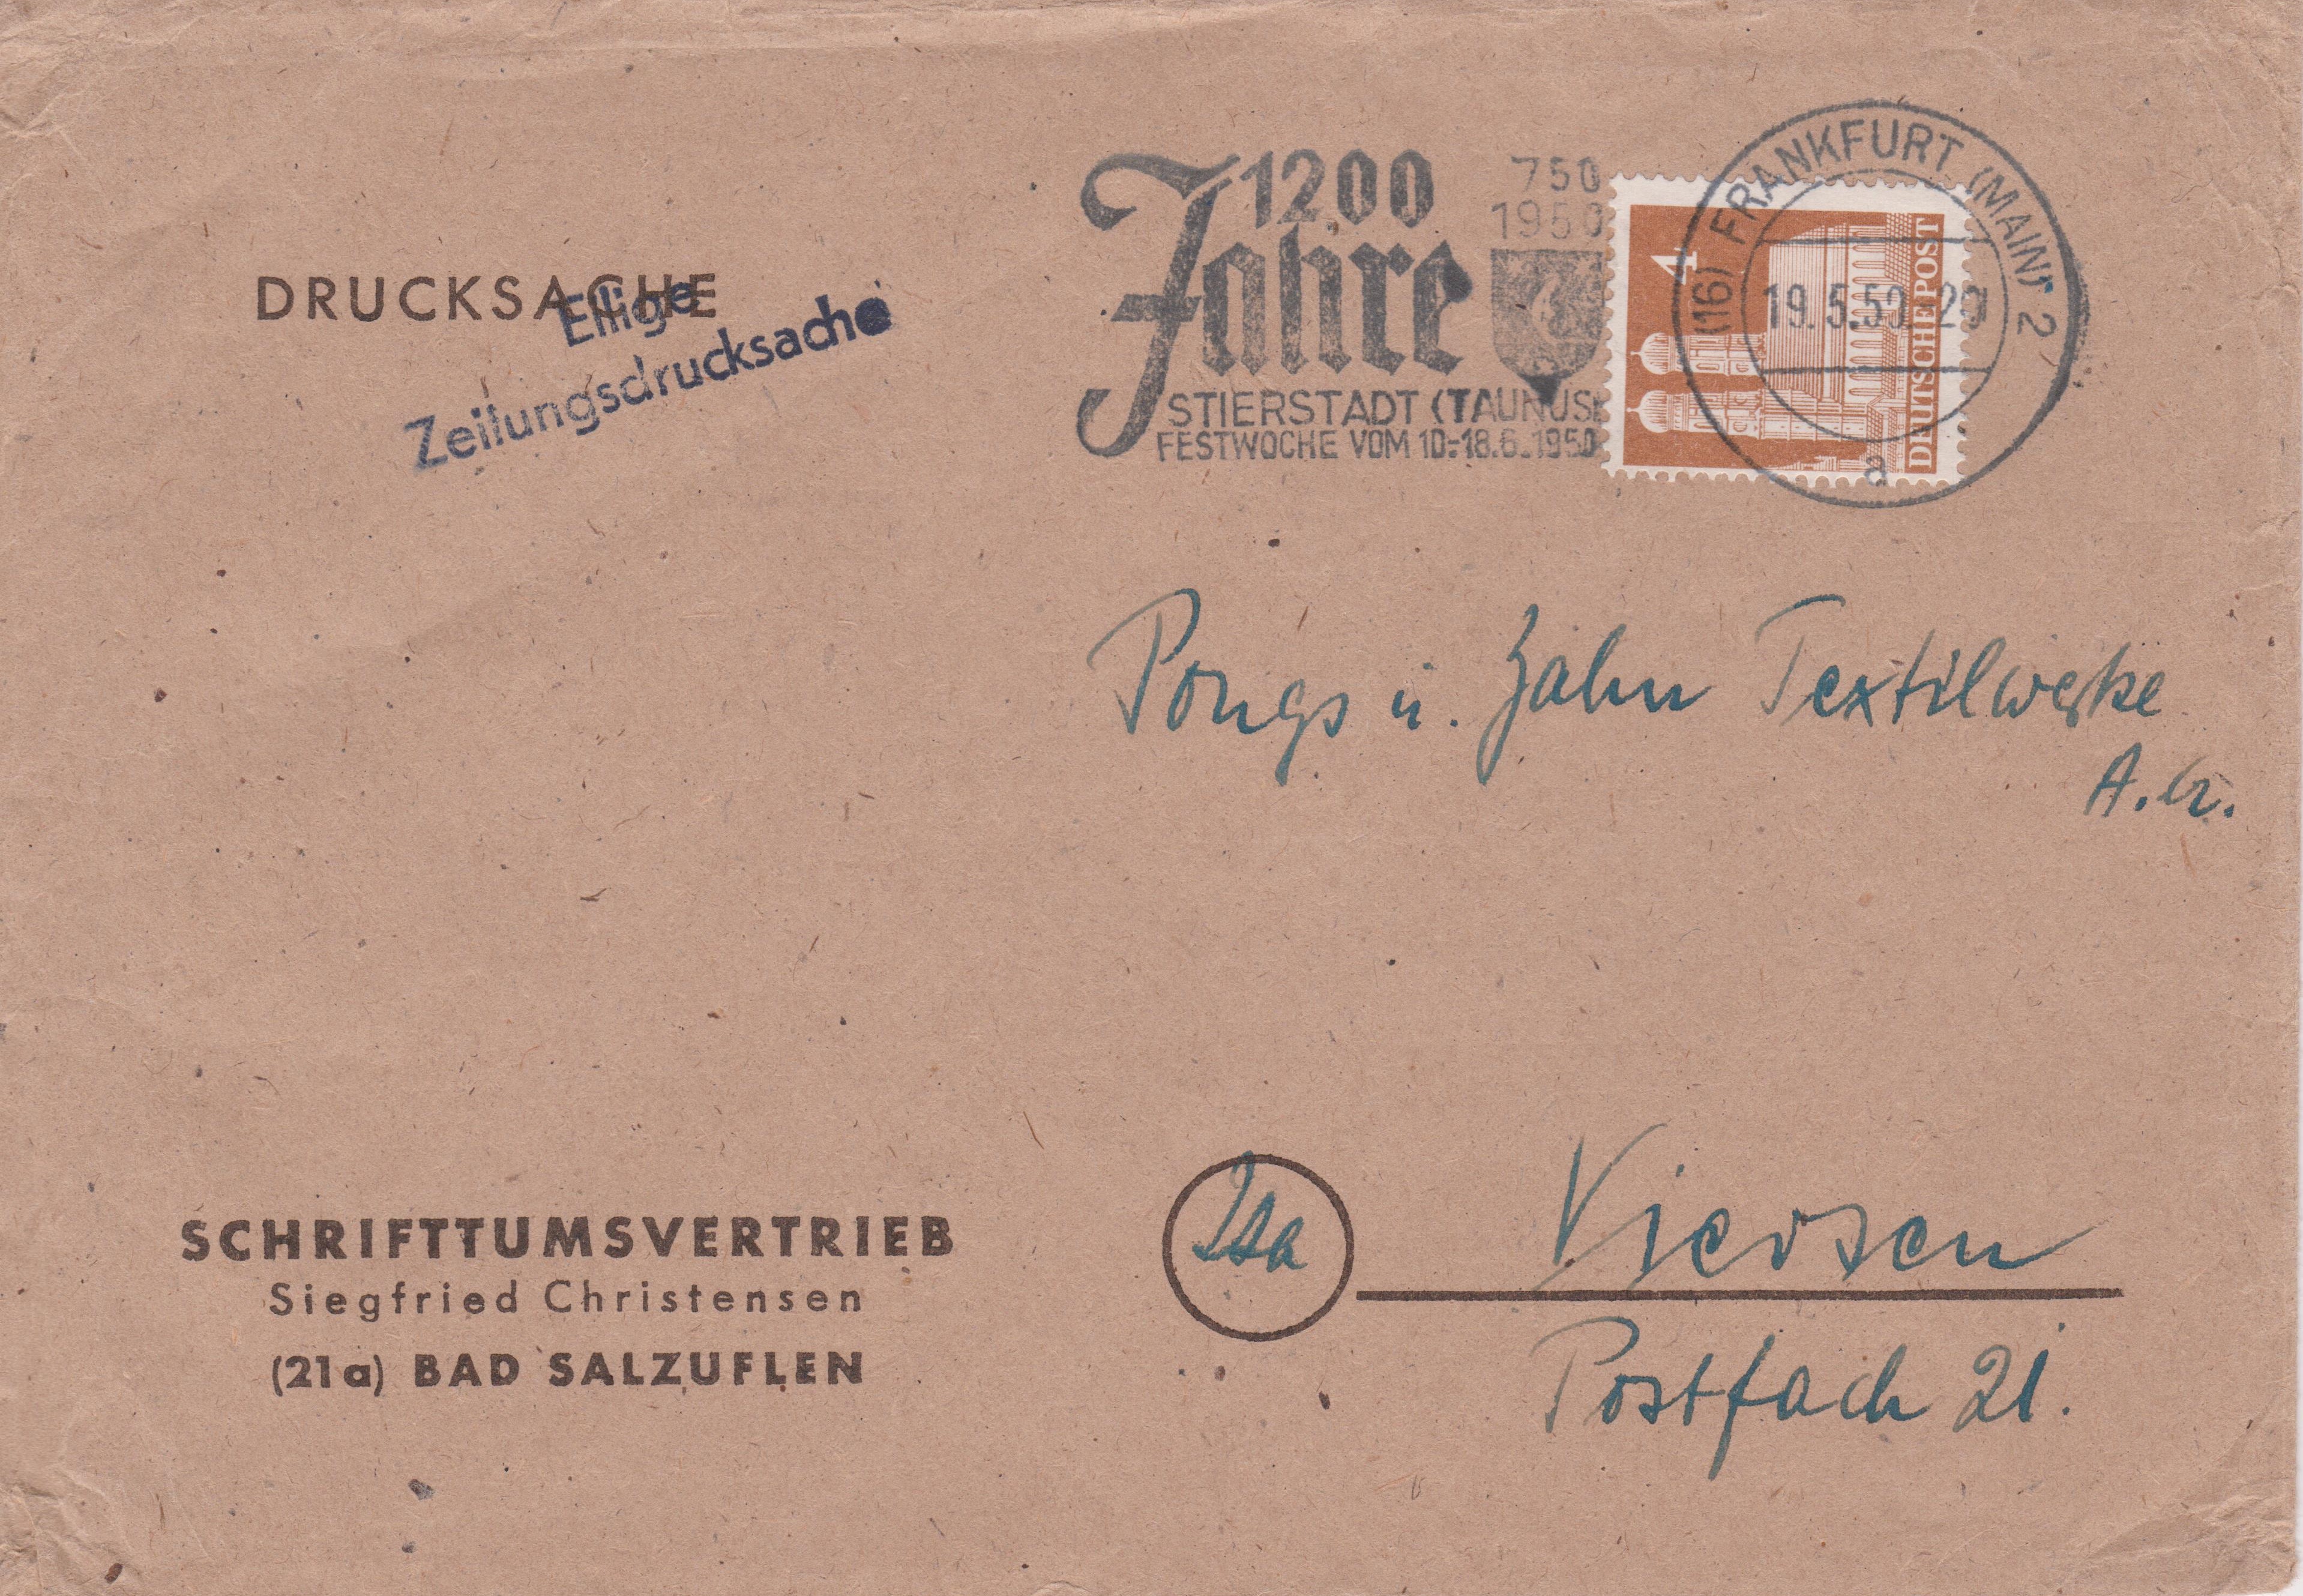 DRUCKSACHE
Eilige
Zeitungsdrucksache
1200
Jahre
750
1950
STIERSTADT (TAUNUS)
FESTWOCHE VOM 10.-18.6.1950
4
DEUTSCHE POST
(16) FRANKFURT (MAIN) 2
19.5.50.-20
a
Pongs u. Zahn Textilwerke
A.G.
Viersen
Postfach 21.
SCHRIFTTUMSVERTRIEB
Siegfried Christensen
(21a) BAD SALZUFLEN